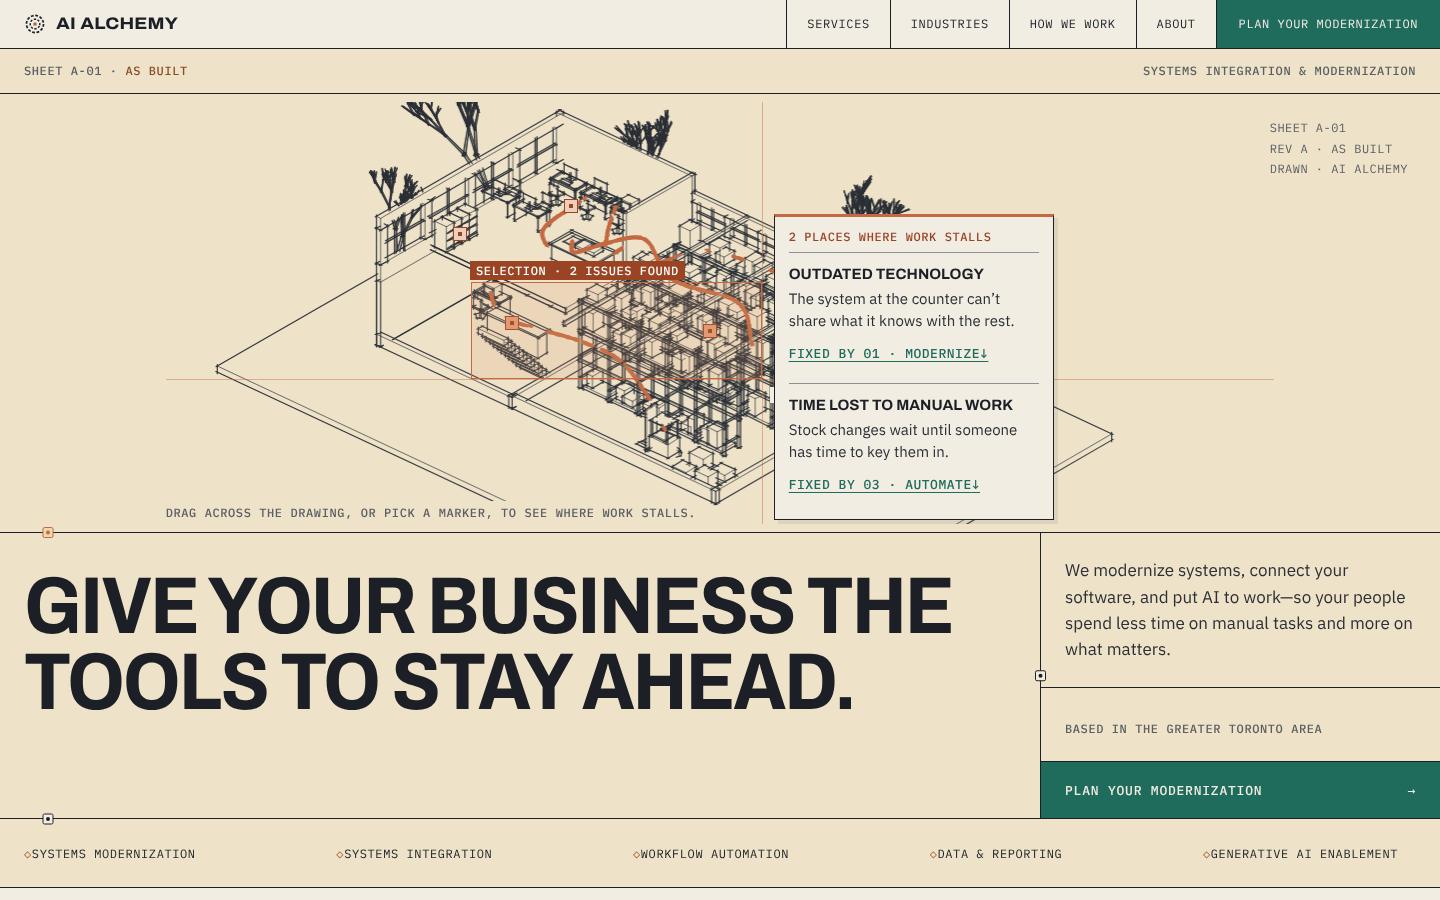 AI ALCHEMY
SERVICES
INDUSTRIES
HOW WE WORK
ABOUT
PLAN YOUR MODERNIZATION
SHEET A-01 · AS BUILT
SYSTEMS INTEGRATION & MODERNIZATION
SHEET A-01
REV A · AS BUILT
DRAWN · AI ALCHEMY
SELECTION · 2 ISSUES FOUND
2 PLACES WHERE WORK STALLS
OUTDATED TECHNOLOGY
The system at the counter can’t
share what it knows with the rest.
FIXED BY 01 · MODERNIZE↓
TIME LOST TO MANUAL WORK
Stock changes wait until someone
has time to key them in.
FIXED BY 03 · AUTOMATE↓
DRAG ACROSS THE DRAWING, OR PICK A MARKER, TO SEE WHERE WORK STALLS.
GIVE YOUR BUSINESS THE
TOOLS TO STAY AHEAD.
We modernize systems, connect your
software, and put AI to work—so your people
spend less time on manual tasks and more on
what matters.
BASED IN THE GREATER TORONTO AREA
PLAN YOUR MODERNIZATION →
◇SYSTEMS MODERNIZATION
◇SYSTEMS INTEGRATION
◇WORKFLOW AUTOMATION
◇DATA & REPORTING
◇GENERATIVE AI ENABLEMENT